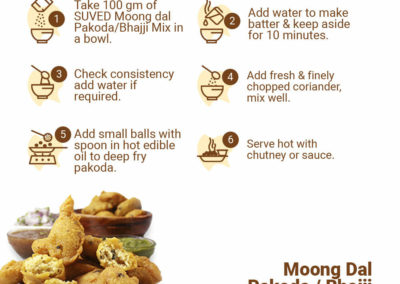 1
Take 100 gm of
SUVED Moong dal
Pakoda/Bhajji Mix in
a bowl.
2
Add water to make
batter & keep aside
for 10 minutes.
3
Check consistency
add water if
required.
4
Add fresh & finely
chopped coriander,
mix well.
5
Add small balls with
spoon in hot edible
oil to deep fry
pakoda.
6
Serve hot with
chutney or sauce.
Moong Dal
Pakoda / Bhajji